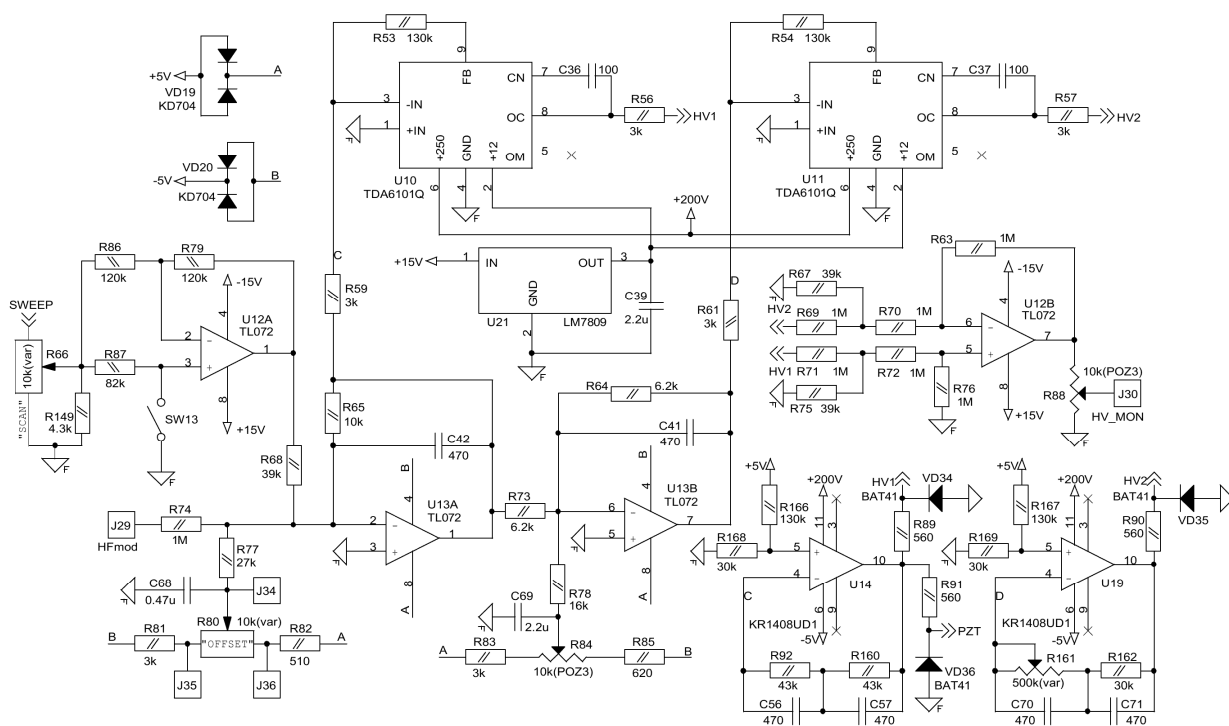 R53
130k
9
FB
CN
7
C36
100
3
-IN
1
+IN
OC
8
R56
3k
HV1
+250
GND
+12
OM
5
U10
TDA6101Q
6
4
2
F
F
R54
130k
9
FB
CN
7
C37
100
3
-IN
1
+IN
OC
8
R57
3k
HV2
+250
GND
+12
OM
5
U11
TDA6101Q
6
4
2
F
F
+5V
A
VD19
KD704
VD20
-5V
B
KD704
+200V
+15V
1
IN
OUT
3
GND
U21
2
LM7809
C39
2.2u
F
C
R59
3k
D
R61
3k
R86
120k
R79
120k
-15V
4
U12A
TL072
2
3
1
8
+15V
SWEEP
R66
10k(var)
"SCAN"
R87
82k
R149
4.3k
SW13
F
F
R68
39k
R65
10k
C42
470
R63
1M
R67
39k
F
HV2
R69
1M
R70
1M
HV1
R71
1M
R72
1M
R75
39k
F
R76
1M
F
-15V
4
U12B
TL072
6
5
7
8
+15V
10k(POZ3)
R88
J30
HV_MON
F
R64
6.2k
C41
470
B
4
U13A
TL072
2
3
1
8
A
F
R73
6.2k
B
4
U13B
TL072
6
5
7
8
A
F
J29
HFmod
R74
1M
R77
27k
C68
0.47u
F
J34
B
R81
3k
R80
10k(var)
"OFFSET"
R82
510
A
J35
J36
R78
16k
C69
2.2u
F
A
R83
3k
R84
10k(POZ3)
R85
620
B
+5V
R166
130k
+200V
11
3
R168
30k
F
5
4
10
U14
6
9
KR1408UD1
-5V
C
HV1
BAT41
VD34
R89
560
R91
560
PZT
VD36
BAT41
F
R92
43k
R160
43k
C56
470
C57
470
+5V
R167
130k
+200V
11
3
R169
30k
F
5
4
10
U19
6
9
KR1408UD1
-5V
D
HV2
BAT41
VD35
R90
560
R161
500k(var)
R162
30k
C70
470
C71
470